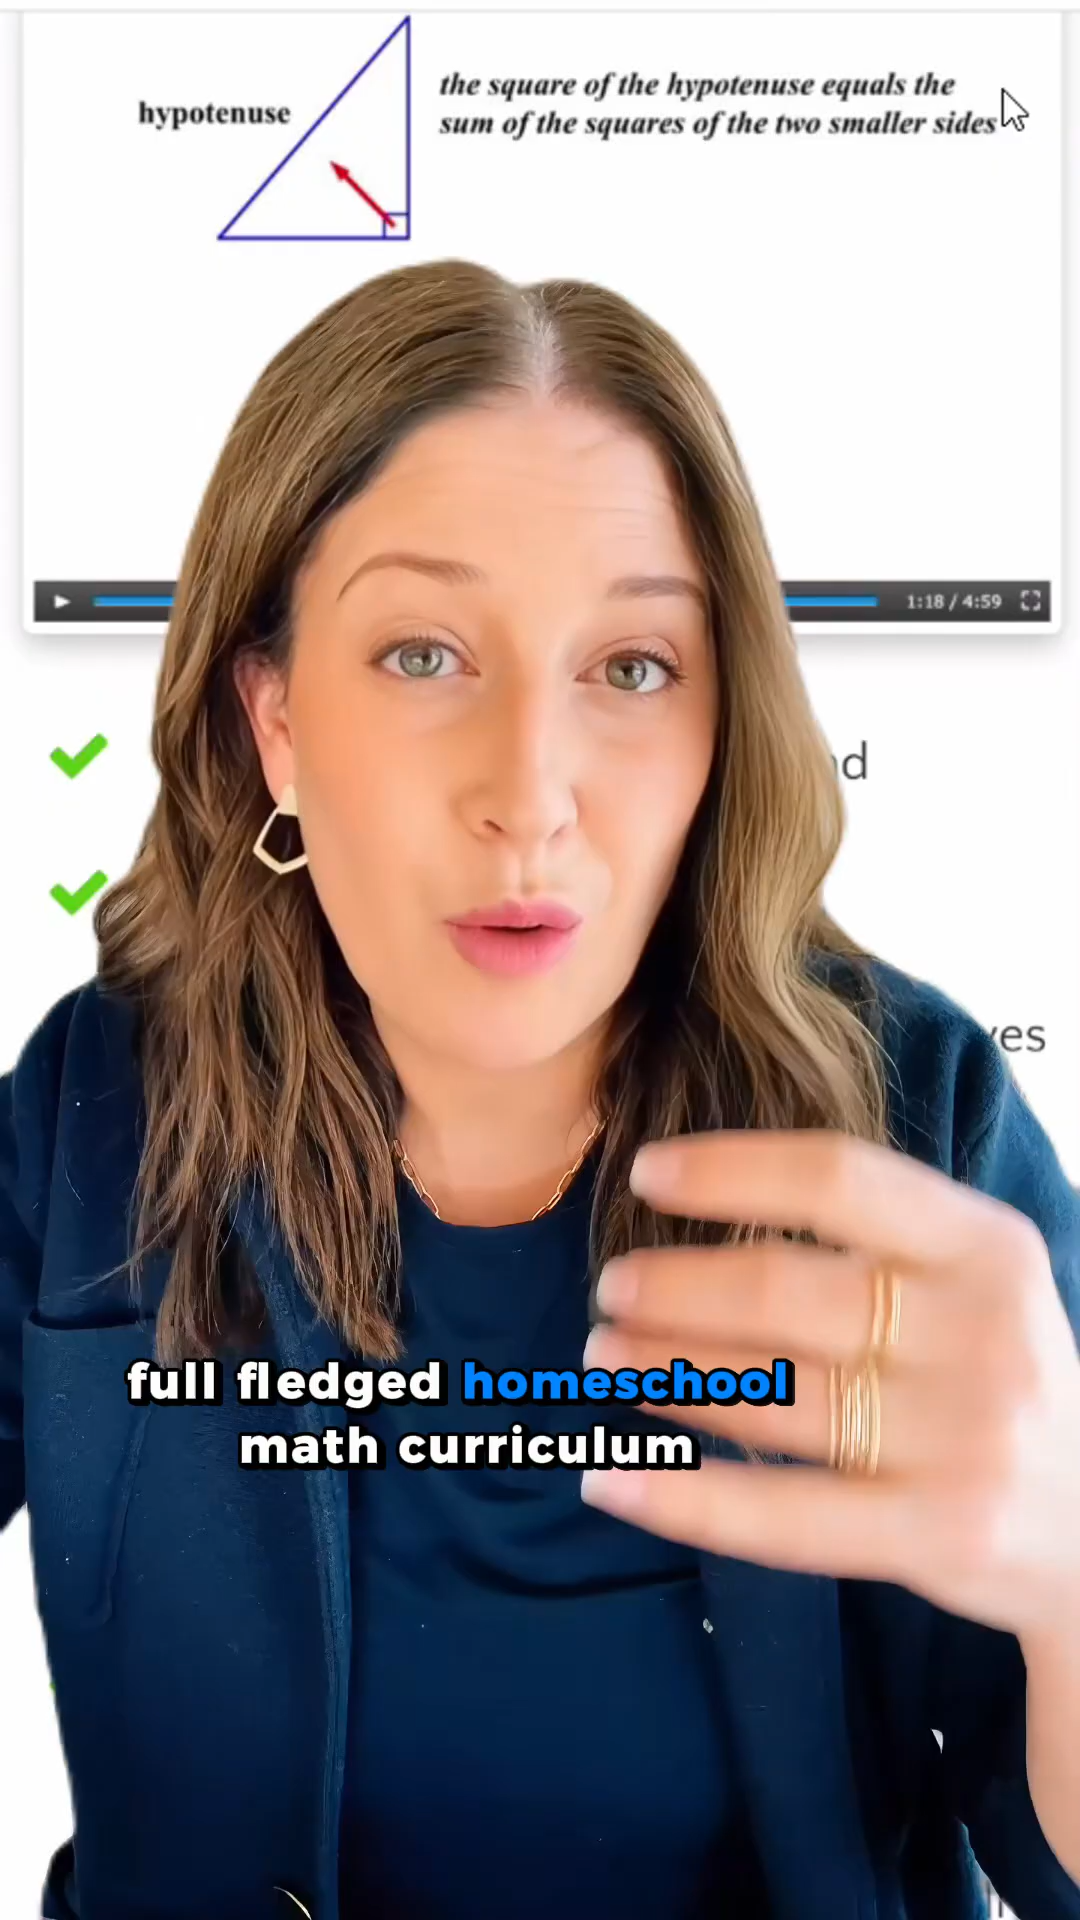 hypotenuse
the square of the hypotenuse equals the
sum of the squares of the two smaller sides
1:18 / 4:59
full fledged homeschool
math curriculum